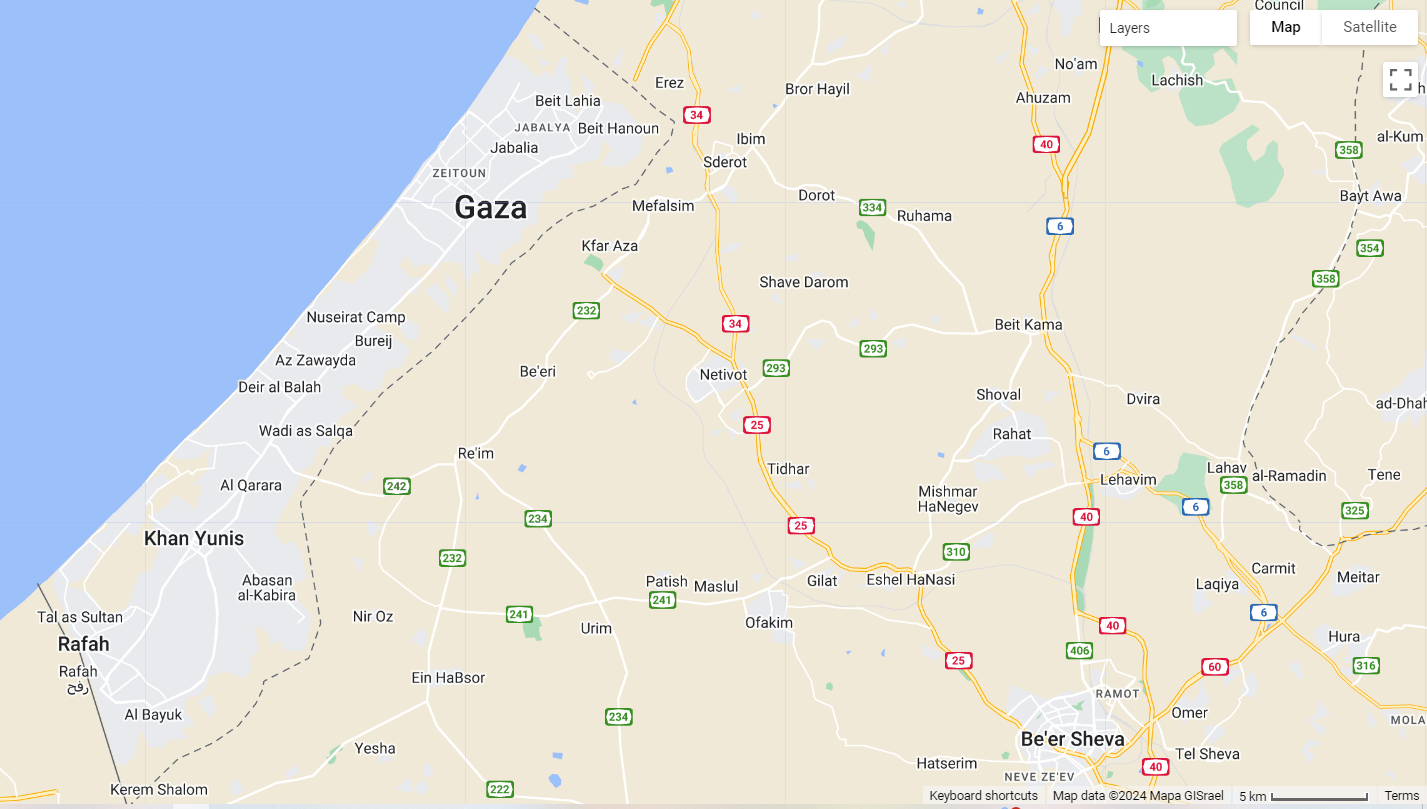 Council
Layers
Map
Satellite
No'am
Erez
Bror Hayil
Lachish
Beit Lahia
Ahuzam
34
JABALYA
Beit Hanoun
Ibim
40
al-Kum
Jabalia
358
Sderot
ZEITOUN
Dorot
Bayt Awa
Gaza
Mefalsim
334
Ruhama
6
Kfar Aza
354
Shave Darom
358
232
Nuseirat Camp
34
Beit Kama
Bureij
293
Az Zawayda
Be'eri
Netivot
293
Deir al Balah
Shoval
Dvira
ad-Dhah
25
Wadi as Salqa
Rahat
Re'im
6
Tidhar
Lahav
al-Ramadin
Tene
Al Qarara
242
Lehavim
358
Mishmar
HaNegev
6
325
234
25
40
Khan Yunis
232
310
Carmit
Abasan
al-Kabira
Patish
Maslul
Gilat
Eshel HaNasi
Laqiya
Meitar
241
Tal as Sultan
Nir Oz
241
Ofakim
6
Urim
40
Hura
Rafah
406
25
60
316
Rafah
رفح
Ein HaBsor
RAMOT
Al Bayuk
234
Omer
MOLA
Be'er Sheva
Yesha
Tel Sheva
Hatserim
40
NEVE ZE'EV
Kerem Shalom
222
Keyboard shortcuts
Map data ©2024 Mapa GISrael
5 km
Terms